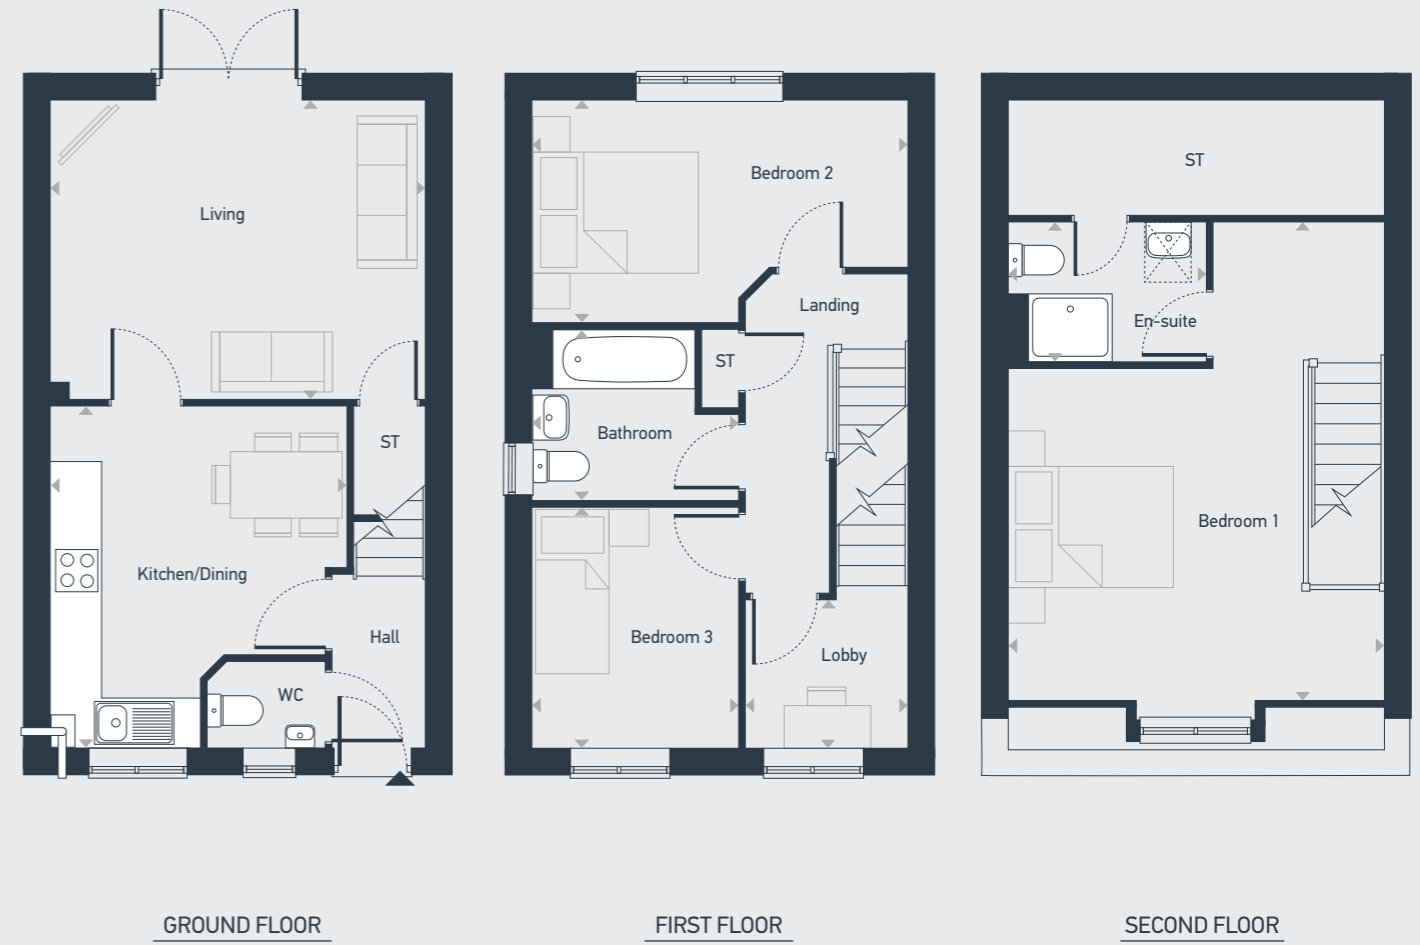 Living
ST
Kitchen/Dining
Hall
WC
GROUND FLOOR
Bedroom 2
Landing
ST
Bathroom
Bedroom 3
Lobby
FIRST FLOOR
ST
En-suite
Bedroom 1
SECOND FLOOR